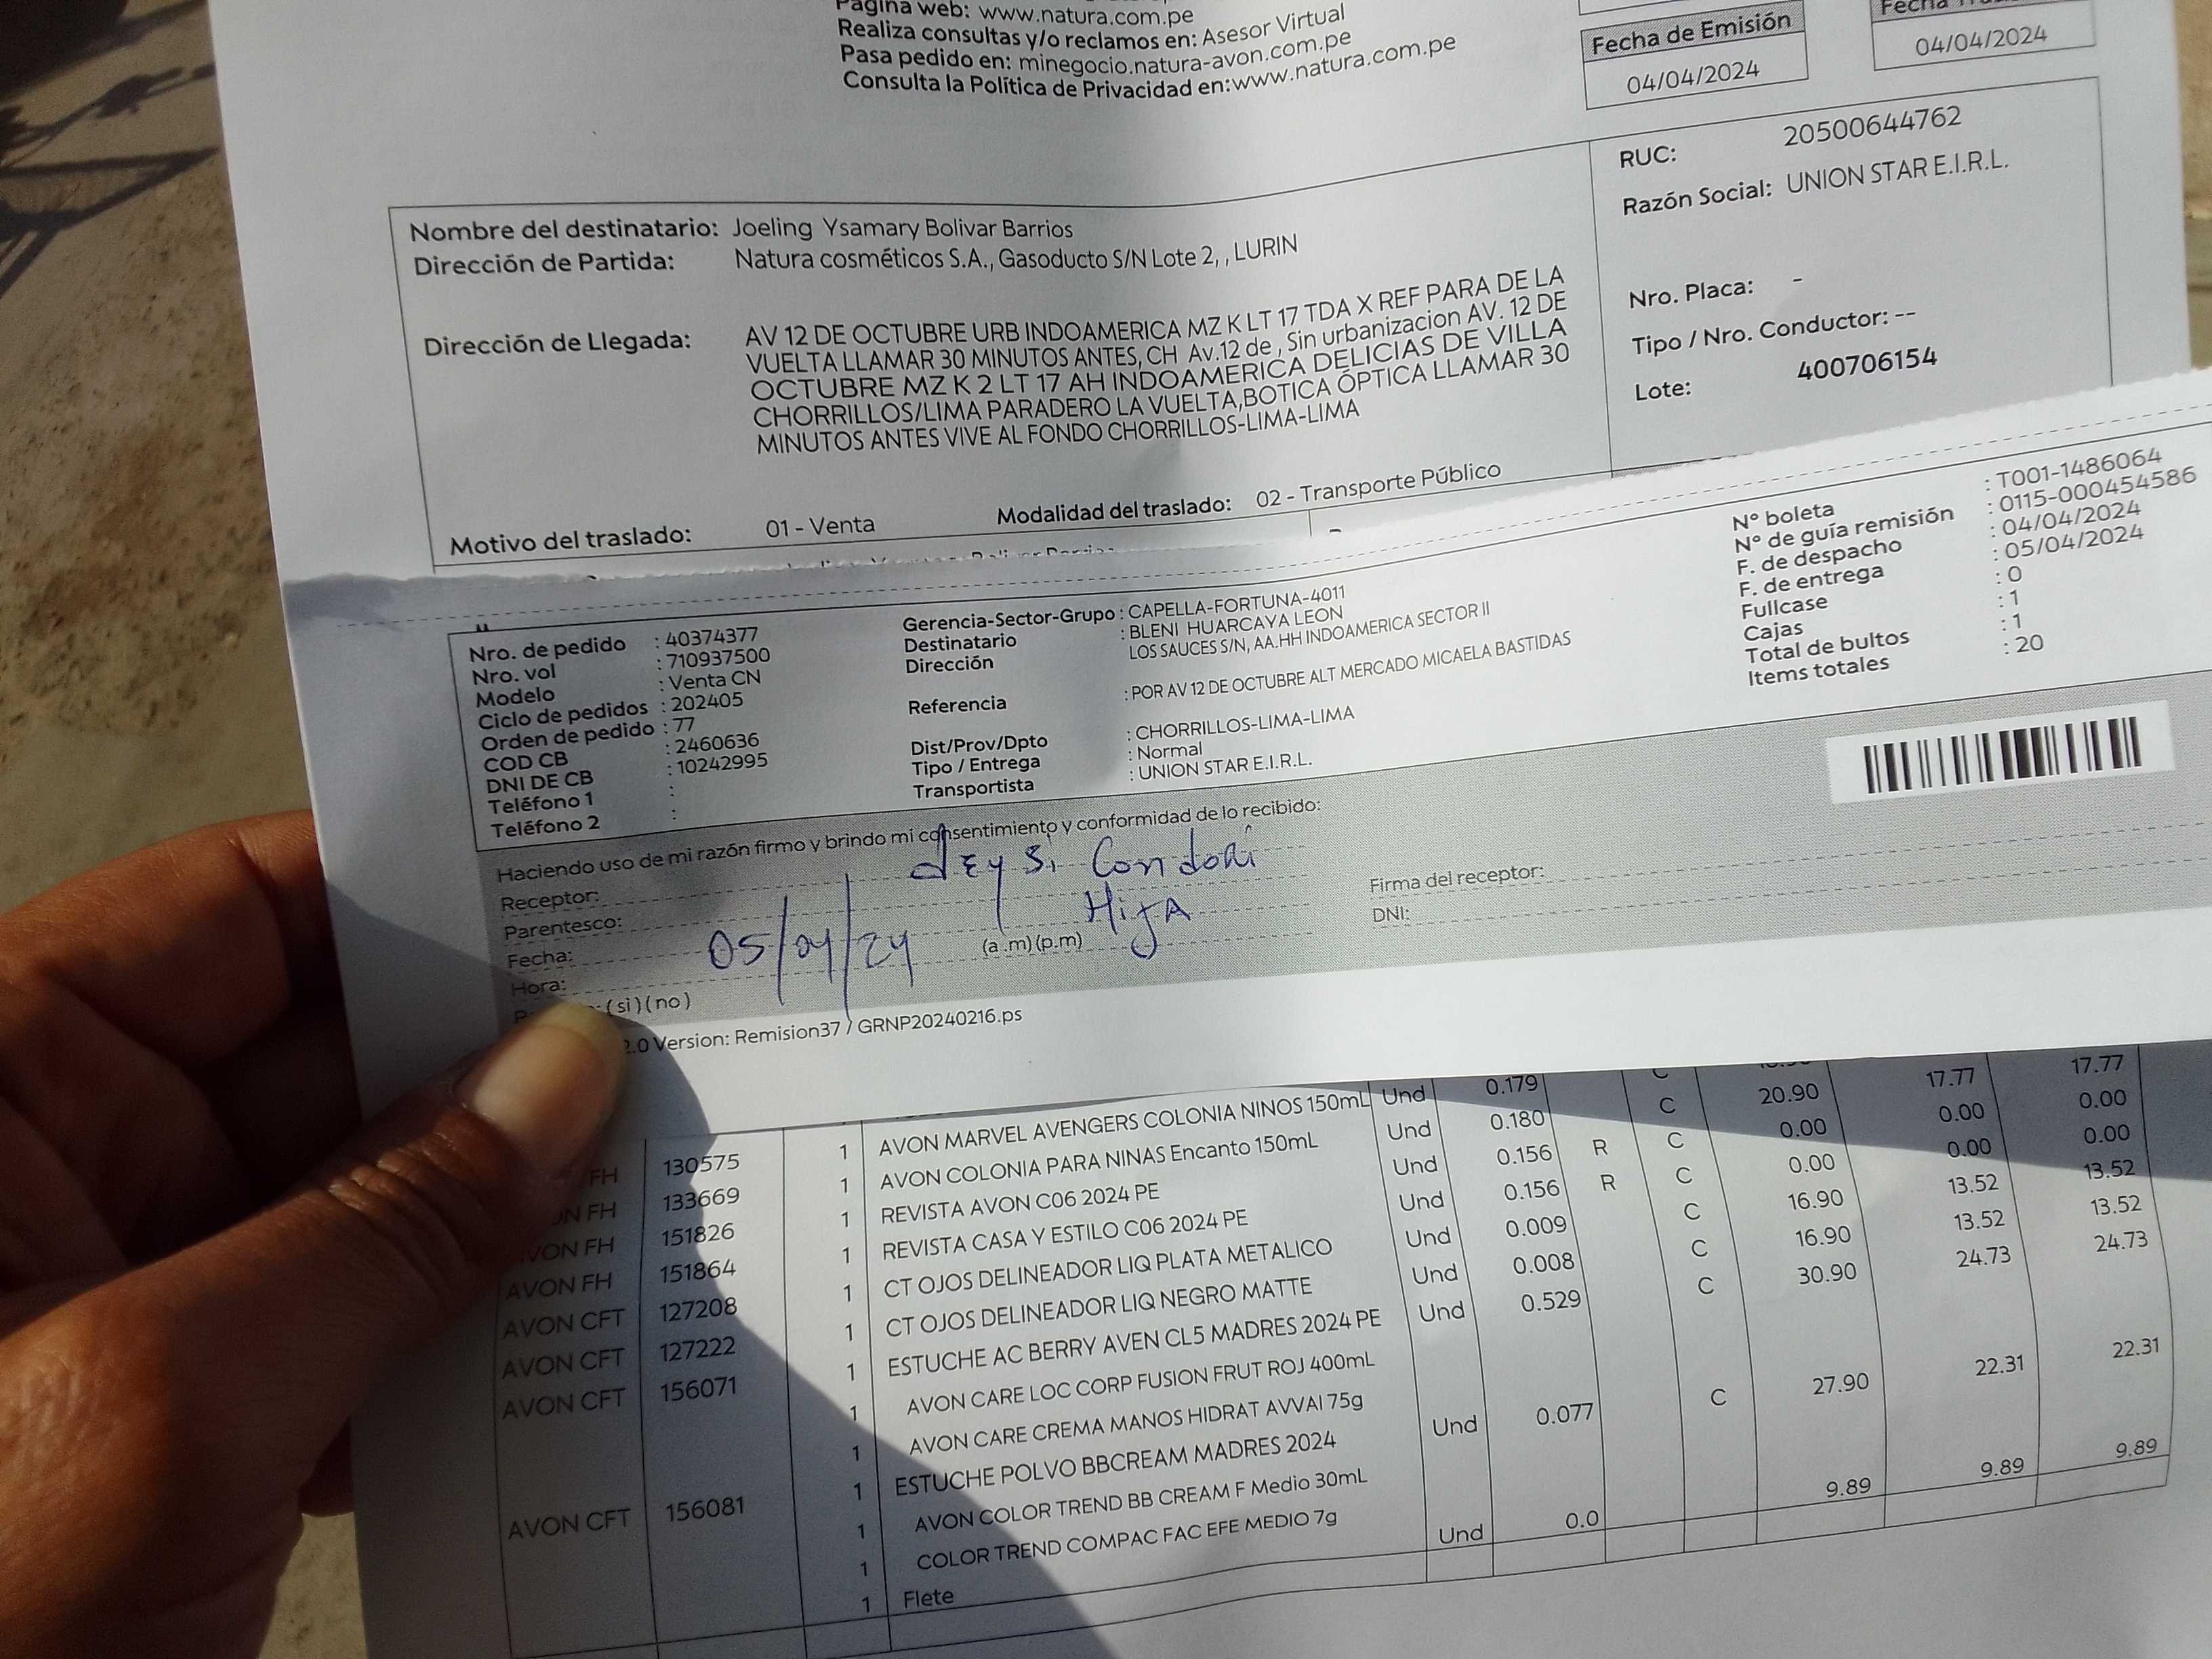 Página web: www.natura.com.pe
Realiza consultas y/o reclamos en: Asesor Virtual
Pasa pedido en: minegocio.natura-avon.com.pe
Consulta la Política de Privacidad en:www.natura.com.pe
Fecha de Emisión
04/04/2024
Fecha
04/04/2024
Nombre del destinatario: Joeling Ysamary Bolivar Barrios
Dirección de Partida: Natura cosméticos S.A., Gasoducto S/N Lote 2, , LURIN
Dirección de Llegada: AV 12 DE OCTUBRE URB INDOAMERICA MZ K LT 17 TDA X REF PARA DE LA
VUELTA LLAMAR 30 MINUTOS ANTES, CH Av.12 de , Sin urbanizacion AV. 12 DE
OCTUBRE MZ K 2 LT 17 AH INDOAMERICA DELICIAS DE VILLA
CHORRILLOS/LIMA PARADERO LA VUELTA,BOTICA ÓPTICA LLAMAR 30
MINUTOS ANTES VIVE AL FONDO CHORRILLOS-LIMA-LIMA
Motivo del traslado: 01 - Venta Modalidad del traslado: 02 - Transporte Público
RUC: 20500644762
Razón Social: UNION STAR E.I.R.L.
Nro. Placa: -
Tipo / Nro. Conductor: --
Lote: 400706154
Nro. de pedido : 40374377
Nro. vol : 710937500
Modelo : Venta CN
Ciclo de pedidos : 202405
Orden de pedido : 77
COD CB : 2460636
DNI DE CB : 10242995
Teléfono 1 :
Teléfono 2 :
Gerencia-Sector-Grupo : CAPELLA-FORTUNA-4011
Destinatario : BLENI HUARCAYA LEON
Dirección LOS SAUCES S/N, AA.HH INDOAMERICA SECTOR II
Referencia : POR AV 12 DE OCTUBRE ALT MERCADO MICAELA BASTIDAS
Dist/Prov/Dpto : CHORRILLOS-LIMA-LIMA
Tipo / Entrega : Normal
Transportista : UNION STAR E.I.R.L.
N° boleta : T001-1486064
N° de guía remisión : 0115-000454586
F. de despacho : 04/04/2024
F. de entrega : 05/04/2024
Fullcase : 0
Cajas : 1
Total de bultos : 1
Items totales : 20
Haciendo uso de mi razón firmo y brindo mi consentimiento y conformidad de lo recibido:
Receptor: dEysi Condori
Parentesco: HijA
Fecha: 05/04/24
Hora: (a.m)(p.m)
(si)(no)
Firma del receptor:
DNI:
2.0 Version: Remision37 / GRNP20240216.ps
FH 130575 1 AVON MARVEL AVENGERS COLONIA NINOS 150mL Und 0.179 C 17.77 17.77
FH 133669 1 AVON COLONIA PARA NINAS Encanto 150mL Und 0.180 C 20.90 0.00 0.00
AVON FH 151826 1 REVISTA AVON C06 2024 PE Und 0.156 R C 0.00 0.00 0.00
AVON FH 151864 1 REVISTA CASA Y ESTILO C06 2024 PE Und 0.156 R C 0.00 13.52 13.52
AVON CFT 127208 1 CT OJOS DELINEADOR LIQ PLATA METALICO Und 0.009 C 16.90 13.52 13.52
AVON CFT 127222 1 CT OJOS DELINEADOR LIQ NEGRO MATTE Und 0.008 C 16.90 24.73 24.73
AVON CFT 156071 1 ESTUCHE AC BERRY AVEN CL5 MADRES 2024 PE Und 0.529 C 30.90
1 AVON CARE LOC CORP FUSION FRUT ROJ 400mL
1 AVON CARE CREMA MANOS HIDRAT AVVAI 75g
AVON CFT 156081 1 ESTUCHE POLVO BBCREAM MADRES 2024 Und 0.077 C 27.90 22.31 22.31
1 AVON COLOR TREND BB CREAM F Medio 30mL
1 COLOR TREND COMPAC FAC EFE MEDIO 7g
1 Flete Und 0.0 9.89 9.89 9.89